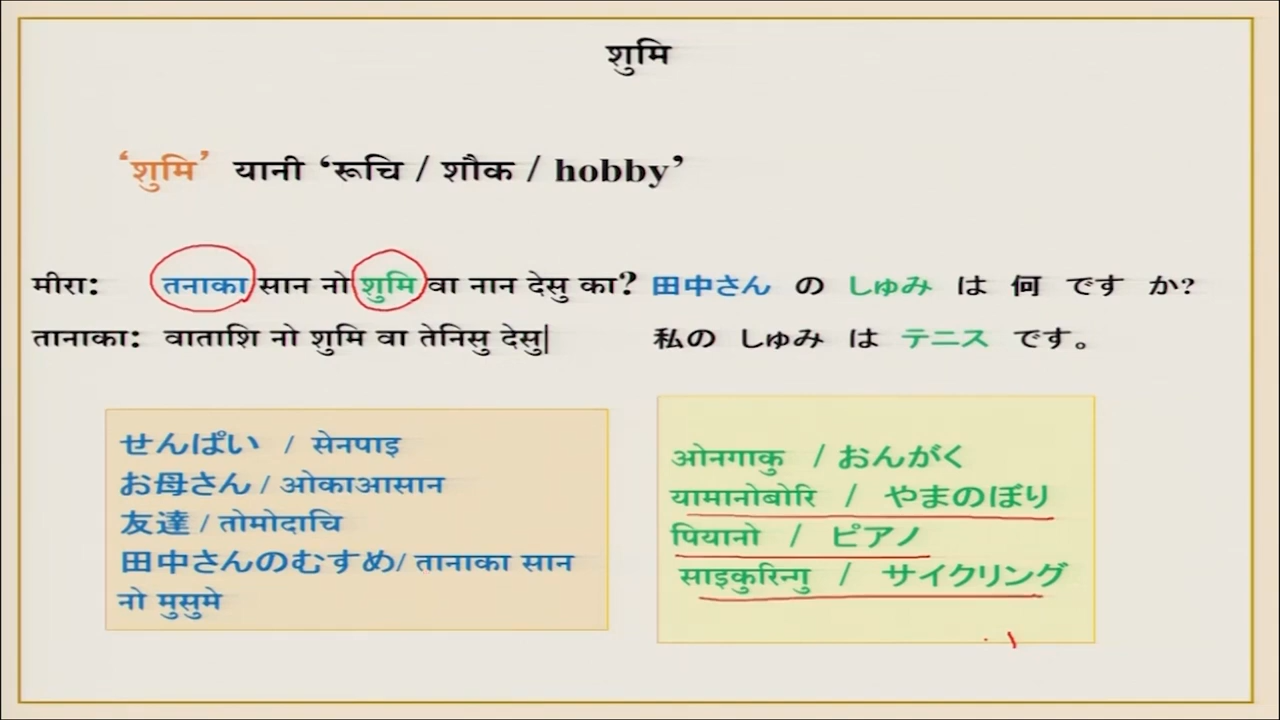 शुमि
‘शुमि’ यानी ‘रूचि / शौक / hobby’
मीरा: तनाका सान नो शुमि वा नान देसु का? 田中さん の しゅみ は 何 です か?
तानाका: वाताशि नो शुमि वा तेनिसु देसु| 私の しゅみ は テニス です。
せんぱい / सेनपाइ
お母さん / ओकाआसान
友達 / तोमोदाचि
田中さんのむすめ/ तानाका सान
नो मुसुमे
ओनगाकु / おんがく
यामानोबोरि / やまのぼり
पियानो / ピアノ
साइकुरिन्गु / サイクリング